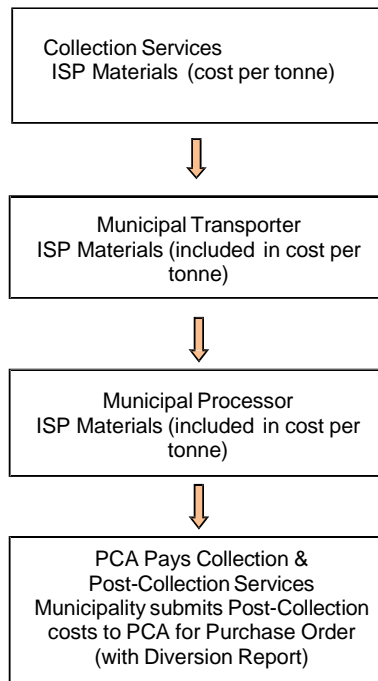 Collection Services
ISP Materials (cost per tonne)
Municipal Transporter
ISP Materials (included in cost per
tonne)
Municipal Processor
ISP Materials (included in cost per
tonne)
PCA Pays Collection &
Post-Collection Services
Municipality submits Post-Collection
costs to PCA for Purchase Order
(with Diversion Report)